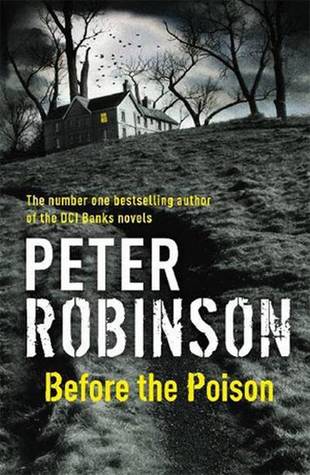 The number one bestselling author
of the DCI Banks novels
PETER
ROBINSON
Before the Poison